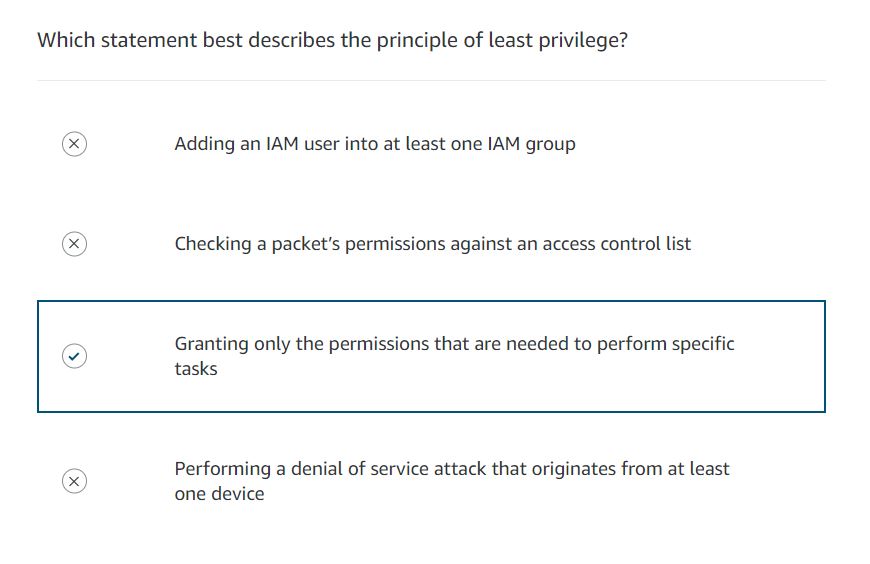 Which statement best describes the principle of least privilege?
Adding an IAM user into at least one IAM group
Checking a packet’s permissions against an access control list
Granting only the permissions that are needed to perform specific
tasks
Performing a denial of service attack that originates from at least
one device